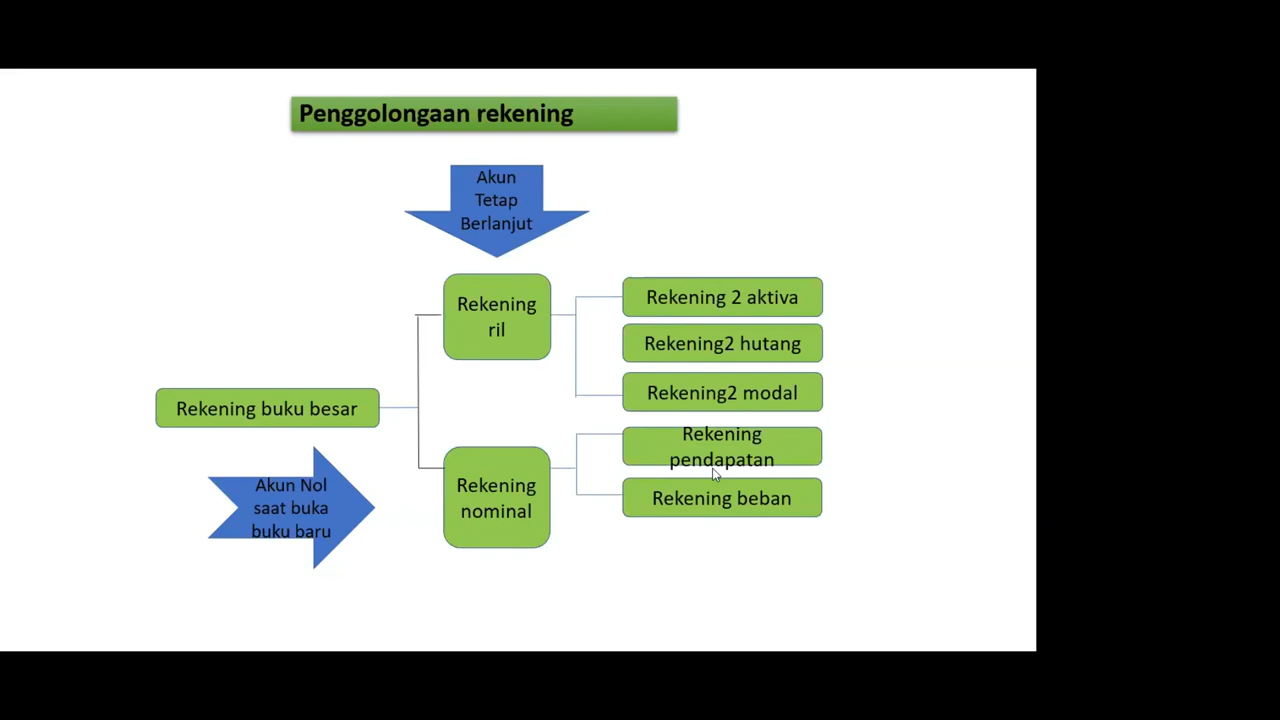 Penggolongaan rekening
Akun
Tetap
Berlanjut
Rekening
ril
Rekening 2 aktiva
Rekening2 hutang
Rekening2 modal
Rekening buku besar
Rekening
pendapatan
Rekening beban
Rekening
nominal
Akun Nol
saat buka
buku baru